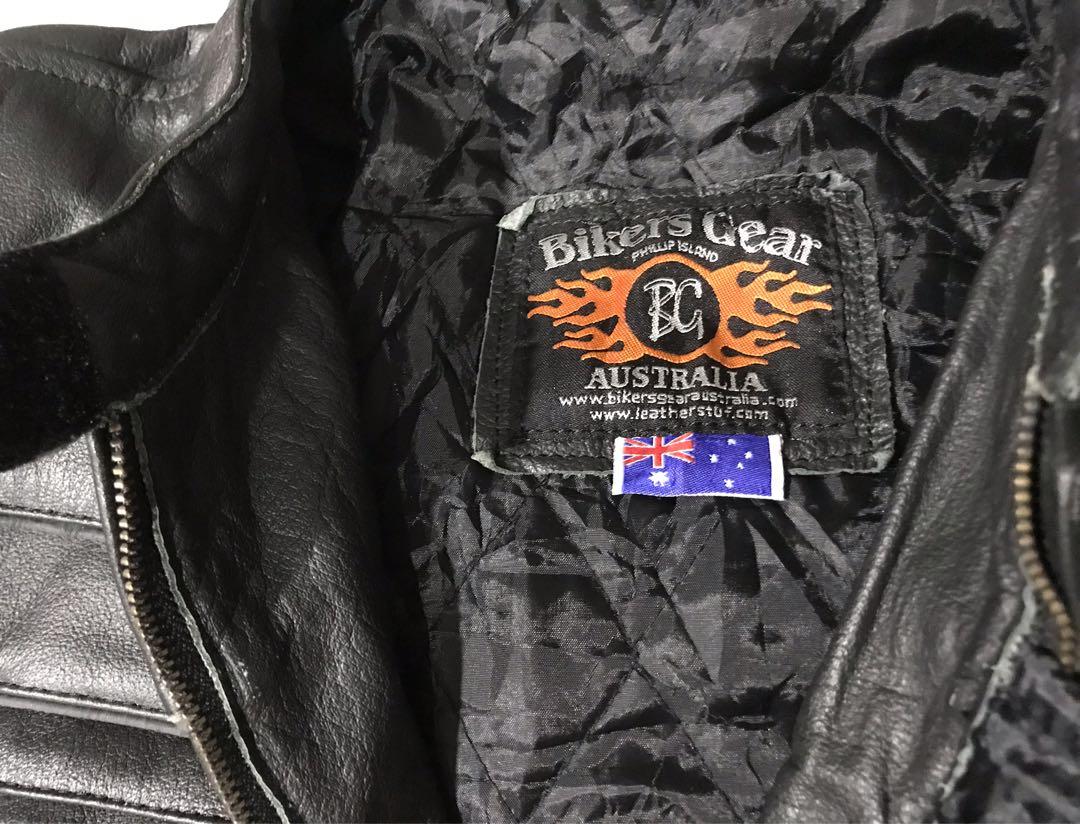 Bikers Gear
PHILLIP ISLAND
BG
AUSTRALIA
www.bikersgearaustralia.com
www.leatherstuf.com